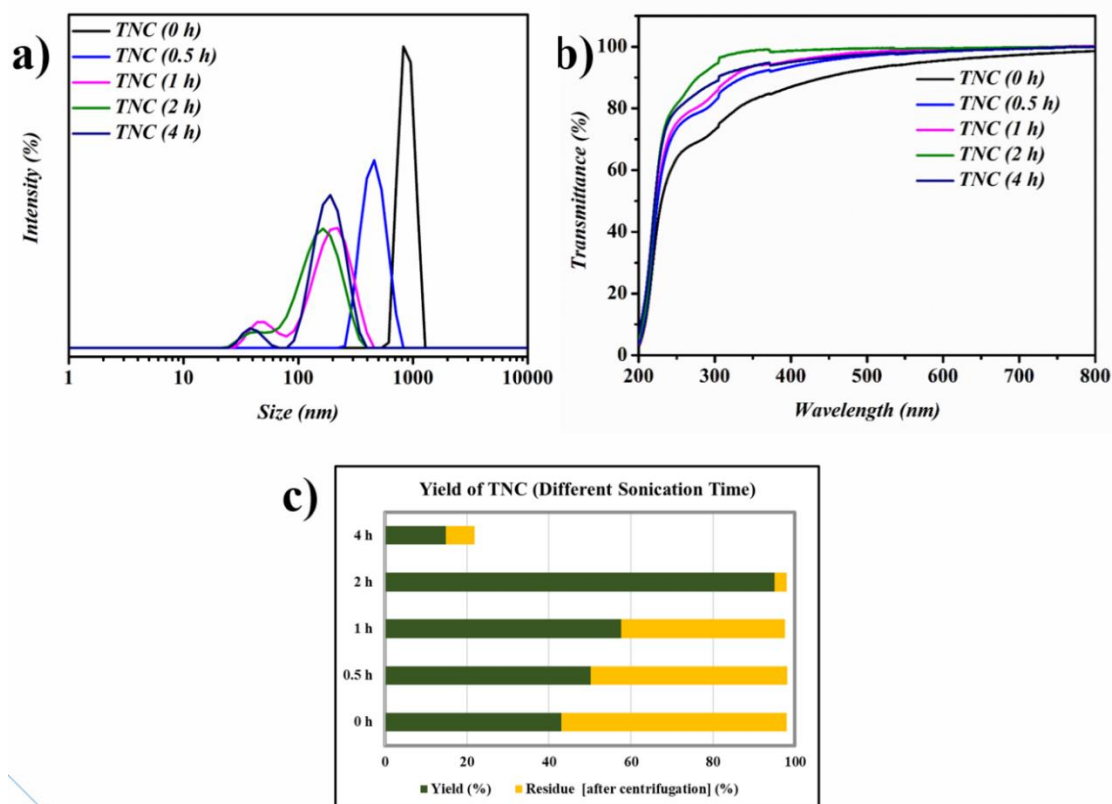 a)
TNC (0 h)
TNC (0.5 h)
TNC (1 h)
TNC (2 h)
TNC (4 h)
Intensity (%)
1 10 100 1000 10000
Size (nm)
b)
100
80
60
40
20
0
Transmittance (%)
TNC (0 h)
TNC (0.5 h)
TNC (1 h)
TNC (2 h)
TNC (4 h)
200 300 400 500 600 700 800
Wavelength (nm)
c)
Yield of TNC (Different Sonication Time)
4 h
2 h
1 h
0.5 h
0 h
0 20 40 60 80 100
Yield (%) Residue [after centrifugation] (%)